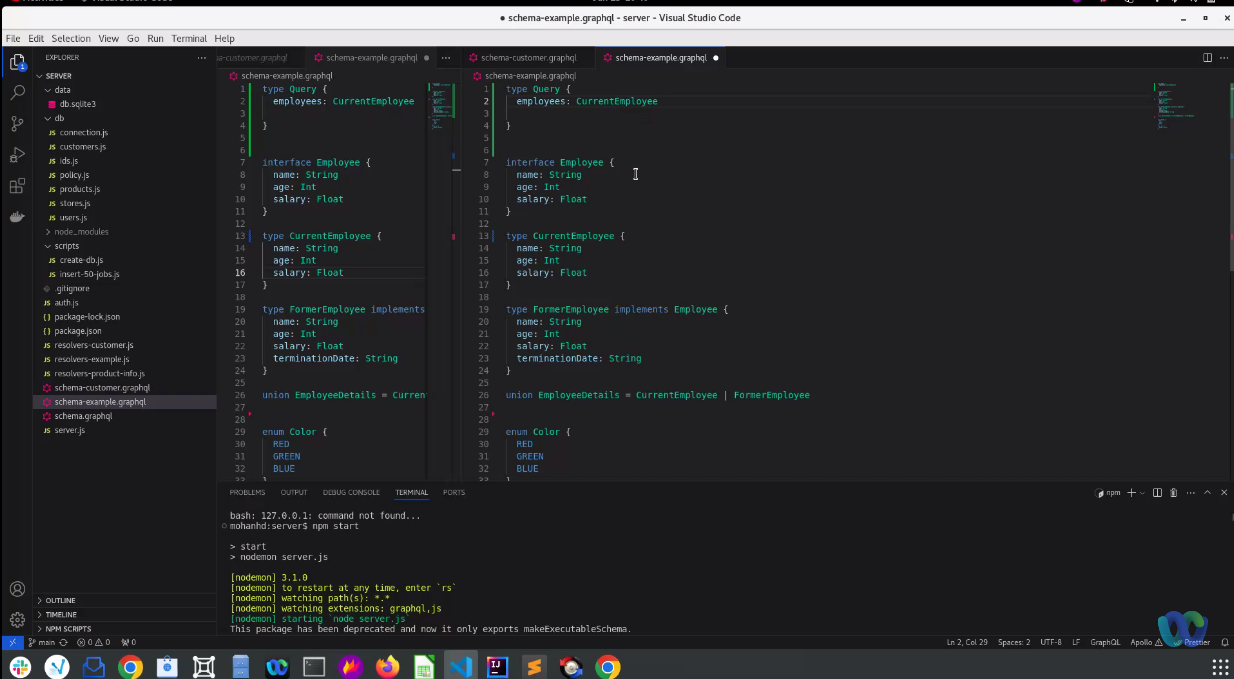 schema-example.graphql - server - Visual Studio Code
File Edit Selection View Go Run Terminal Help
EXPLORER
SERVER
data
db.sqlite3
db
connection.js
customers.js
ids.js
policy.js
products.js
stores.js
users.js
node_modules
scripts
create-db.js
insert-50-jobs.js
.gitignore
auth.js
package-lock.json
package.json
resolvers-customer.js
resolvers-example.js
resolvers-product-info.js
schema-customer.graphql
schema-example.graphql
schema.graphql
server.js
OUTLINE
TIMELINE
NPM SCRIPTS
a-customer.graphql schema-example.graphql
schema-example.graphql
1 type Query {
2 employees: CurrentEmployee
3
4 }
5
6
7 interface Employee {
8 name: String
9 age: Int
10 salary: Float
11 }
12
13 type CurrentEmployee {
14 name: String
15 age: Int
16 salary: Float
17 }
18
19 type FormerEmployee implements
20 name: String
21 age: Int
22 salary: Float
23 terminationDate: String
24 }
25
26 union EmployeeDetails = Curren
27
28
29 enum Color {
30 RED
31 GREEN
32 BLUE
33 }
schema-customer.graphql schema-example.graphql
schema-example.graphql
1 type Query {
2 employees: CurrentEmployee
3
4 }
5
6
7 interface Employee {
8 name: String
9 age: Int
10 salary: Float
11 }
12
13 type CurrentEmployee {
14 name: String
15 age: Int
16 salary: Float
17 }
18
19 type FormerEmployee implements Employee {
20 name: String
21 age: Int
22 salary: Float
23 terminationDate: String
24 }
25
26 union EmployeeDetails = CurrentEmployee | FormerEmployee
27
28
29 enum Color {
30 RED
31 GREEN
32 BLUE
33 }
PROBLEMS OUTPUT DEBUG CONSOLE TERMINAL PORTS
npm
bash: 127.0.0.1: command not found...
mohanhd:server$ npm start
> start
> nodemon server.js
[nodemon] 3.1.0
[nodemon] to restart at any time, enter `rs`
[nodemon] watching path(s): *.*
[nodemon] watching extensions: graphql,js
[nodemon] starting `node server.js`
This package has been deprecated and now it only exports makeExecutableSchema.
main 0 0 0
Ln 2, Col 29 Spaces: 2 UTF-8 LF GraphQL Apollo Prettier